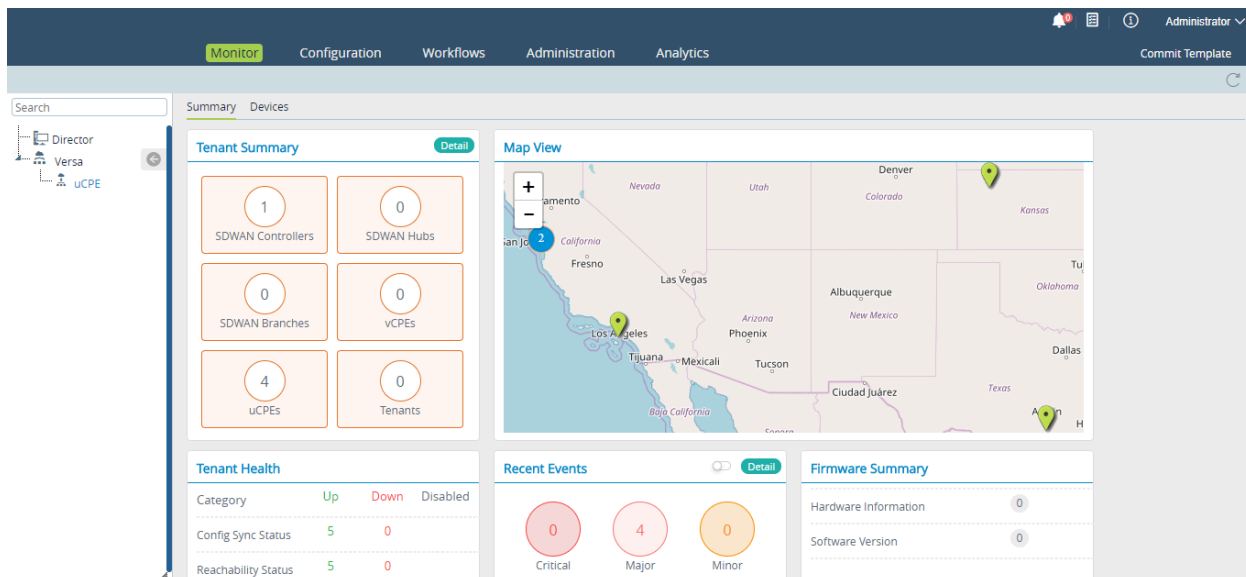 0
Administrator
Monitor Configuration Workflows Administration Analytics Commit Template
Search
Director
Versa
uCPE
Summary Devices
Tenant Summary Detail
1
SDWAN Controllers
0
SDWAN Hubs
0
SDWAN Branches
0
vCPEs
4
uCPEs
0
Tenants
Map View
+
−
Denver
Nevada Utah Colorado
amento
Kansas
San Jo 2 California
Fresno
Tu
Las Vegas
Oklahoma
Albuquerque
New Mexico
Arizona
Los Angeles Phoenix
Dallas
Tijuana Mexicali Tucson
Ciudad Juárez Texas
Baja California
H
Tenant Health
Category Up Down Disabled
Config Sync Status 5 0
Reachability Status 5 0
Recent Events Detail
0
Critical
4
Major
0
Minor
Firmware Summary
Hardware Information 0
Software Version 0